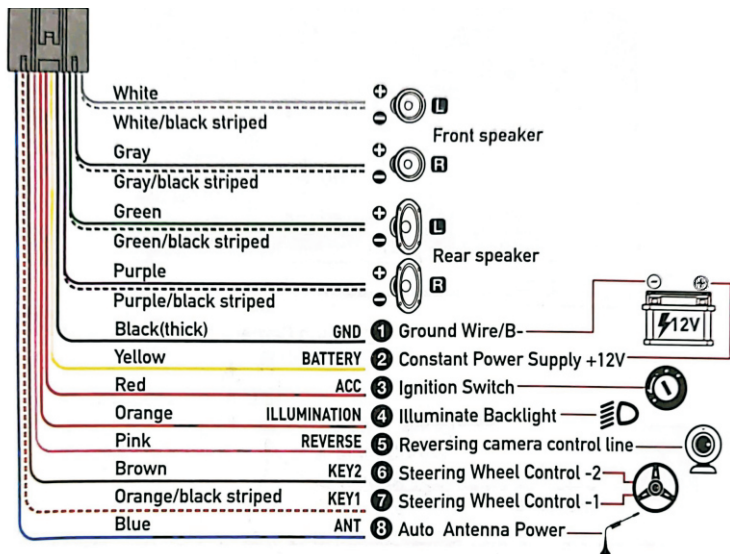 White
+ L
White/black striped
−
Front speaker
Gray
+ R
Gray/black striped
−
Green
+ L
Green/black striped
−
Rear speaker
Purple
+ R
Purple/black striped
−
Black(thick) GND 1 Ground Wire/B-
− +
12V
Yellow BATTERY 2 Constant Power Supply +12V
Red ACC 3 Ignition Switch
Orange ILLUMINATION 4 Illuminate Backlight
Pink REVERSE 5 Reversing camera control line
Brown KEY2 6 Steering Wheel Control -2
Orange/black striped KEY1 7 Steering Wheel Control -1
Blue ANT 8 Auto Antenna Power